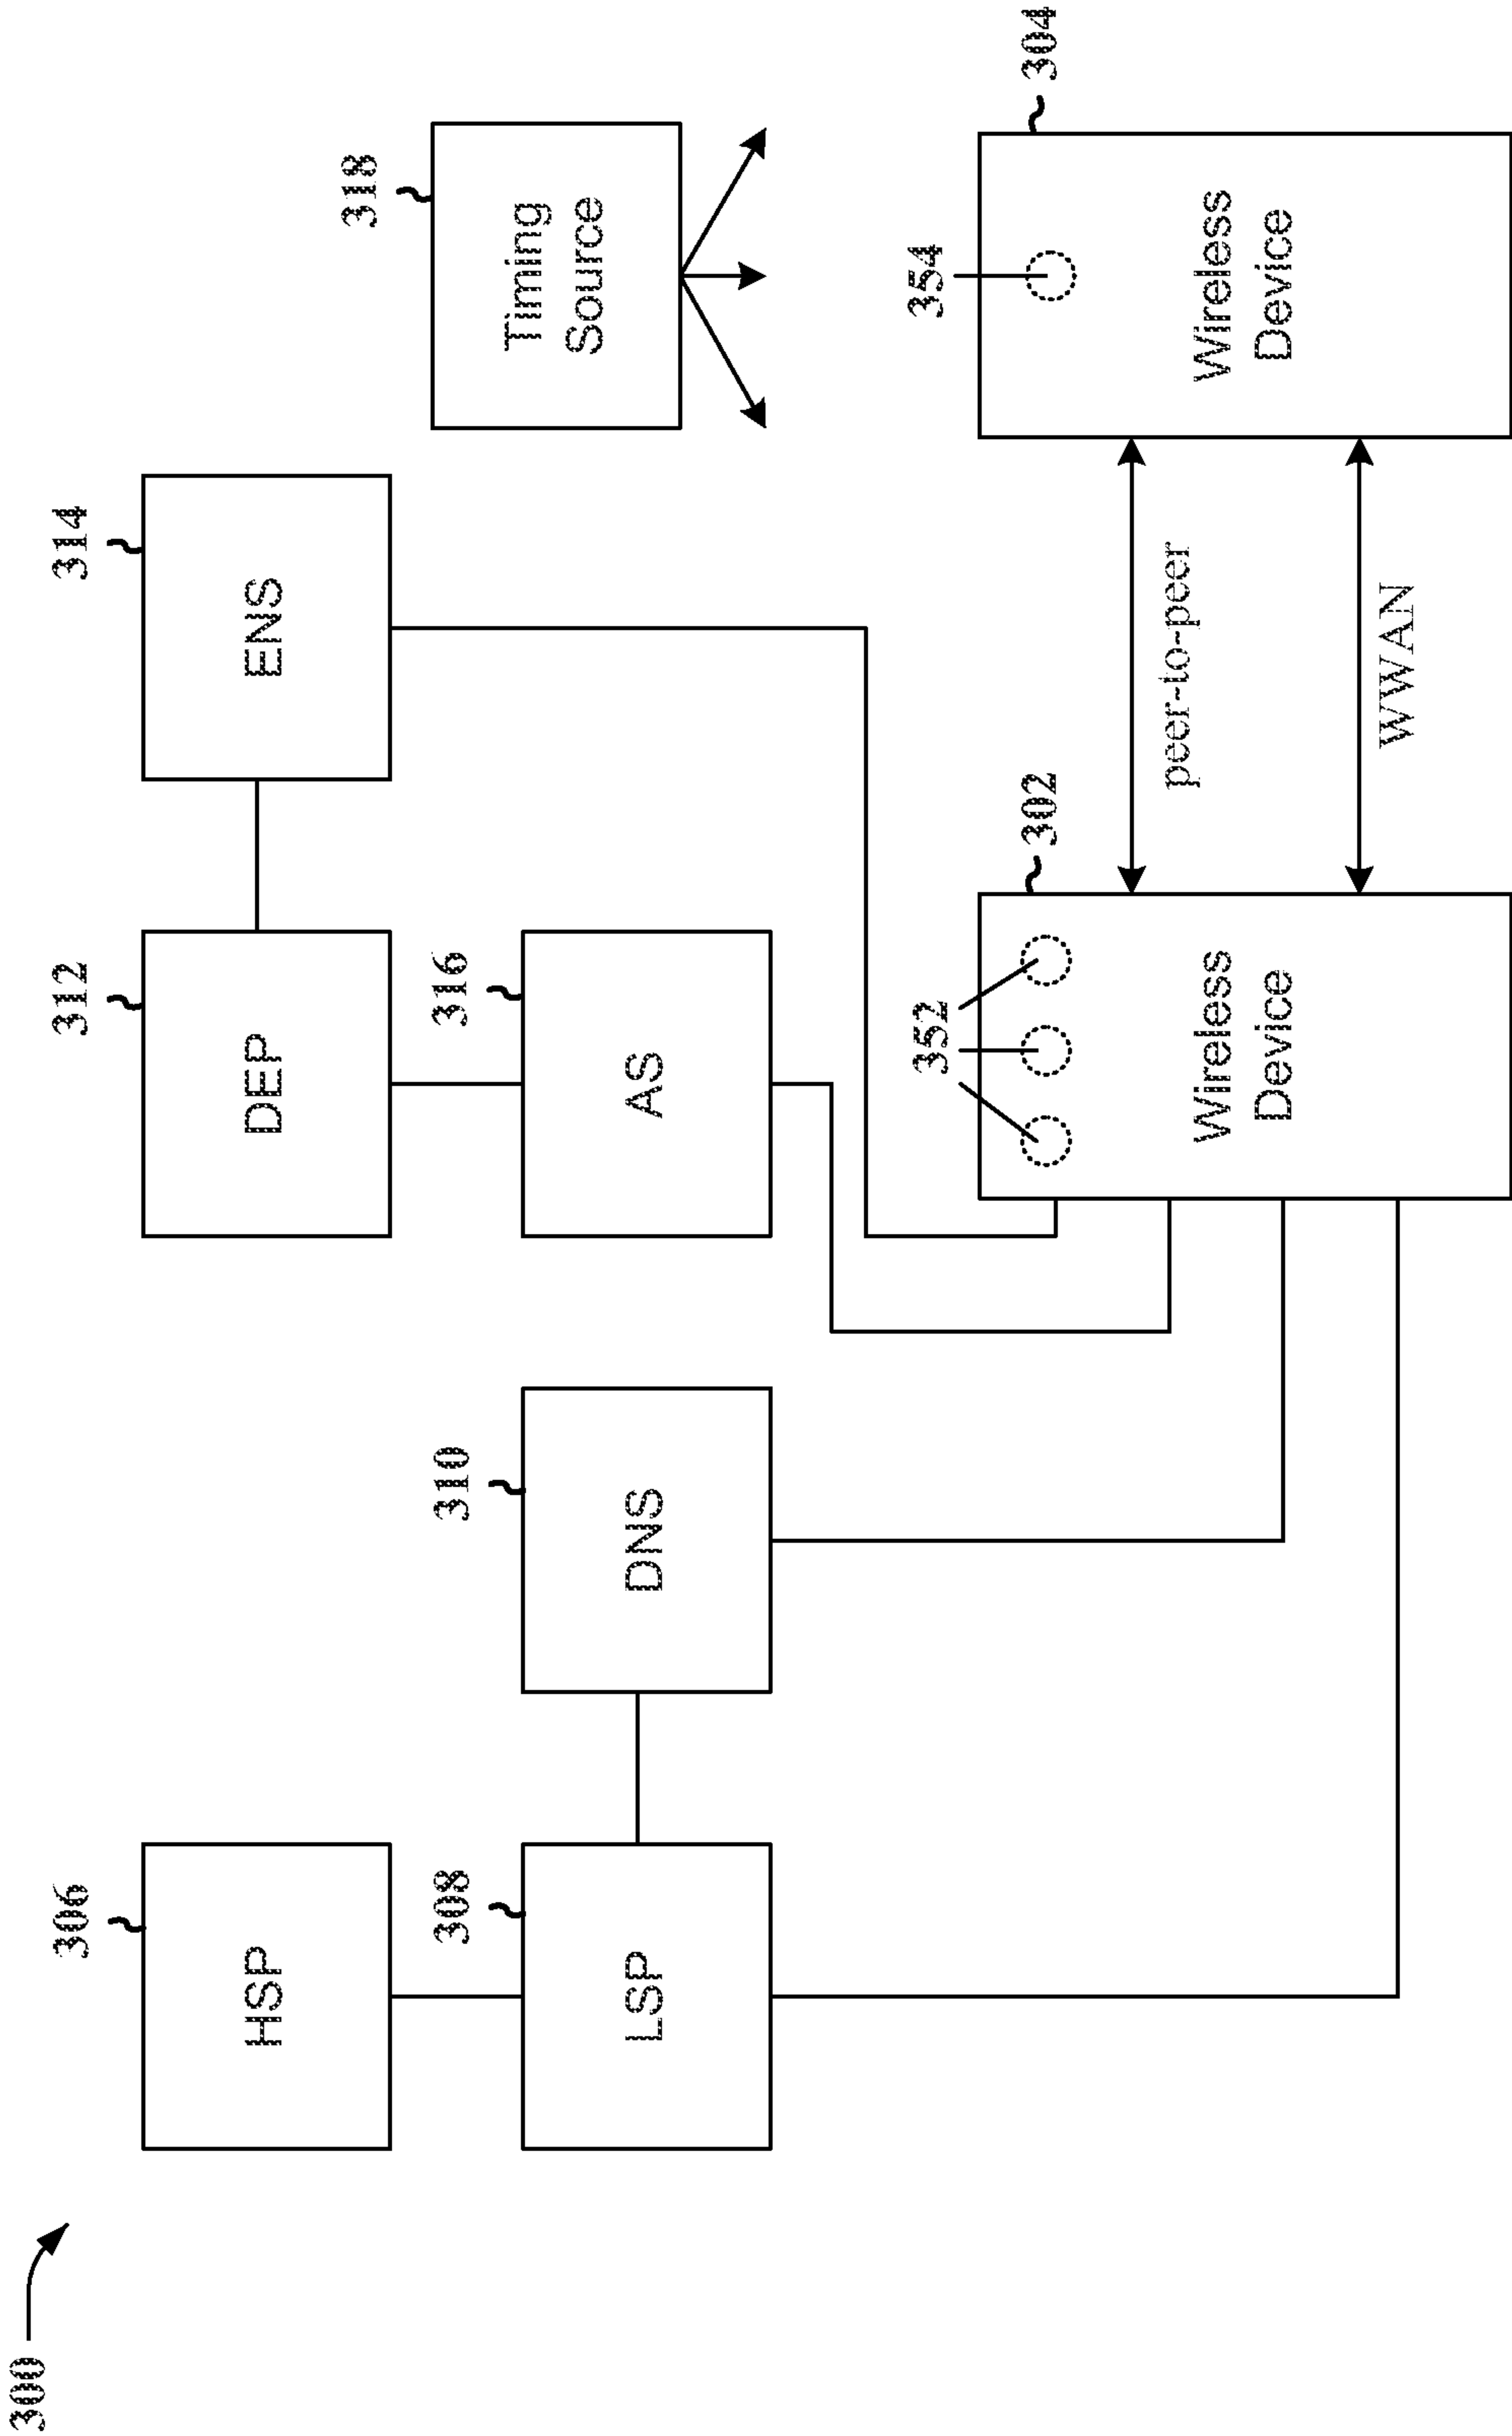 300
306
HSP
312
DEP
314
ENS
308
LSP
310
DNS
316
AS
318
Timing
Source
352
302
Wireless
Device
peer-to-peer
WWAN
354
304
Wireless
Device